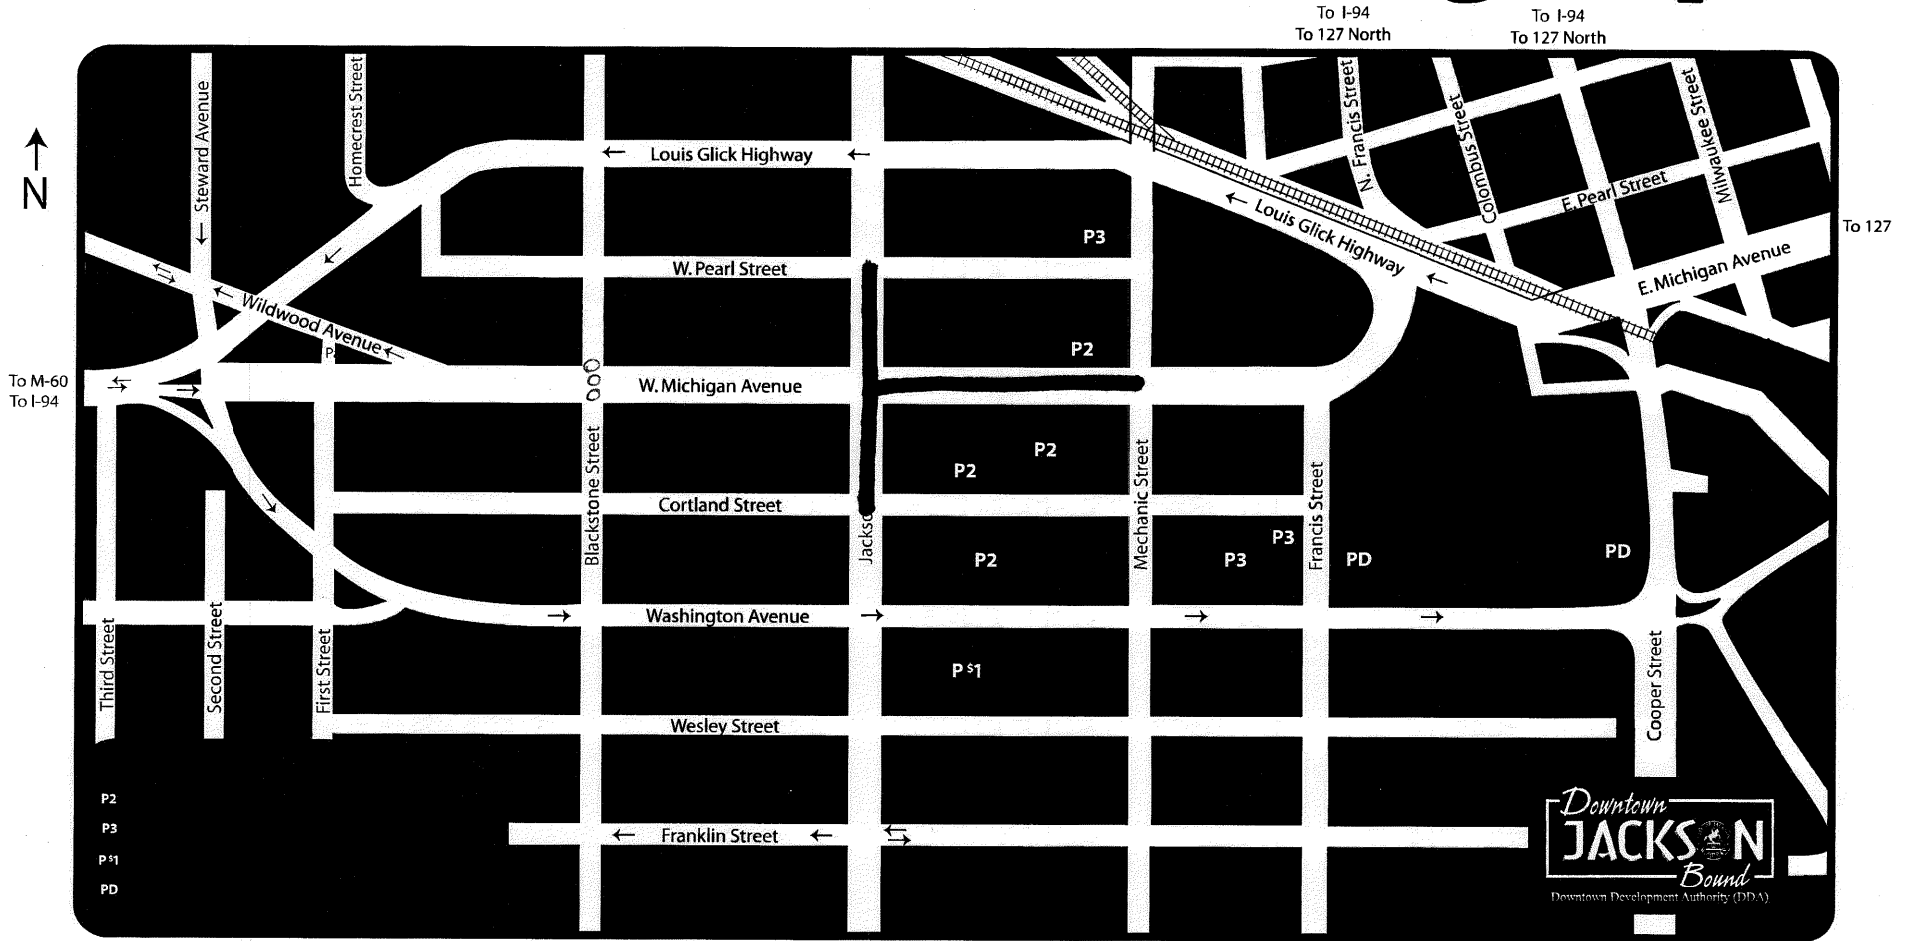 To I-94
To 127 North
To I-94
To 127 North
N
Steward Avenue
Homecrest Street
Louis Glick Highway
N. Francis Street
Colombus Street
Milwaukee Street
E. Pearl Street
Louis Glick Highway
To 127
E. Michigan Avenue
P3
W. Pearl Street
Wildwood Avenue
P
P2
To M-60
To I-94
W. Michigan Avenue
P2
P2
Blackstone Street
Cortland Street
Jackso
Mechanic Street
Francis Street
P2
P3
P3
PD
PD
Washington Avenue
Third Street
Second Street
First Street
P $1
Cooper Street
Wesley Street
P2
P3
P $1
PD
Franklin Street
Downtown
JACKSON
Bound
Downtown Development Authority (DDA)